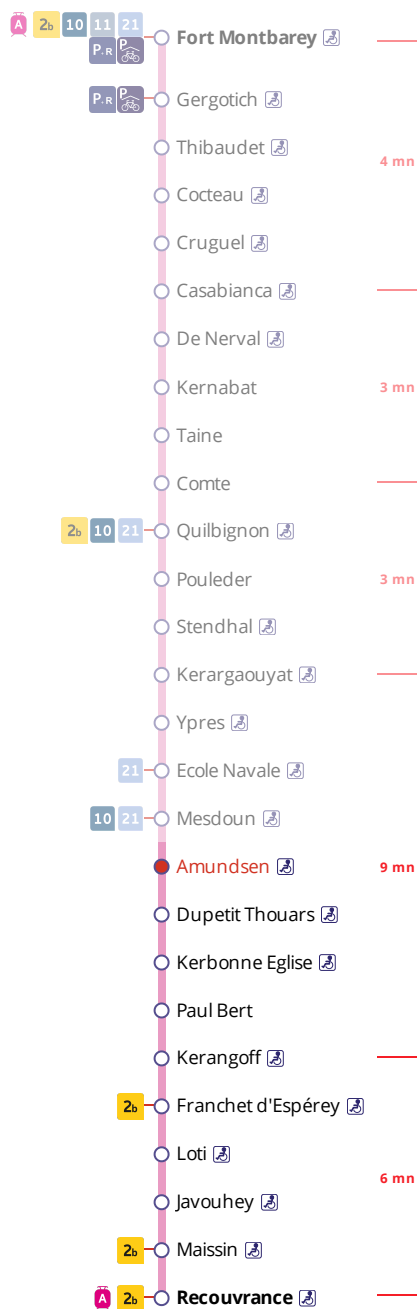 A 2b 10 11 21 Fort Montbarey
P+R P
P+R P Gergotich
Thibaudet
4 mn
Cocteau
Cruguel
Casabianca
De Nerval
Kernabat 3 mn
Taine
Comte
2b 10 21 Quilbignon
Pouleder 3 mn
Stendhal
Kerargaouyat
Ypres
21 Ecole Navale
10 21 Mesdoun
Amundsen 9 mn
Dupetit Thouars
Kerbonne Eglise
Paul Bert
Kerangoff
2b Franchet d'Espérey
Loti
6 mn
Javouhey
2b Maissin
A 2b Recouvrance